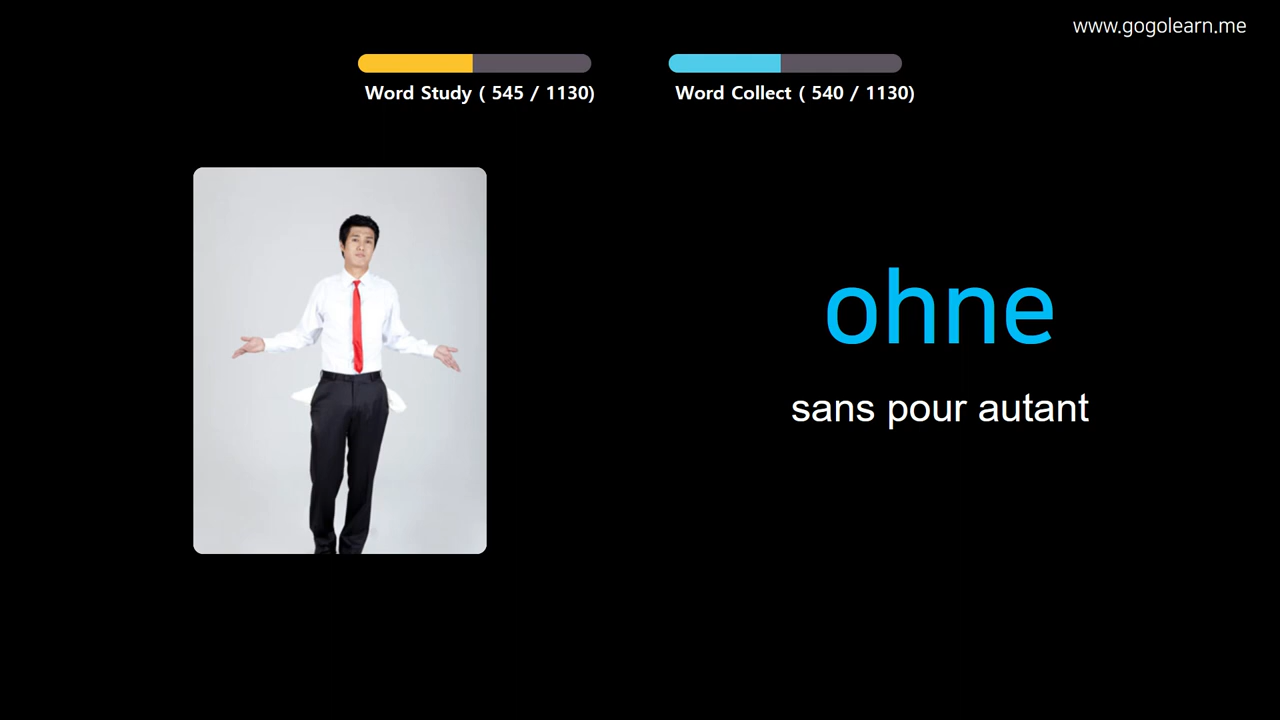 www.gogolearn.me
Word Study ( 545 / 1130)
Word Collect ( 540 / 1130)
ohne
sans pour autant